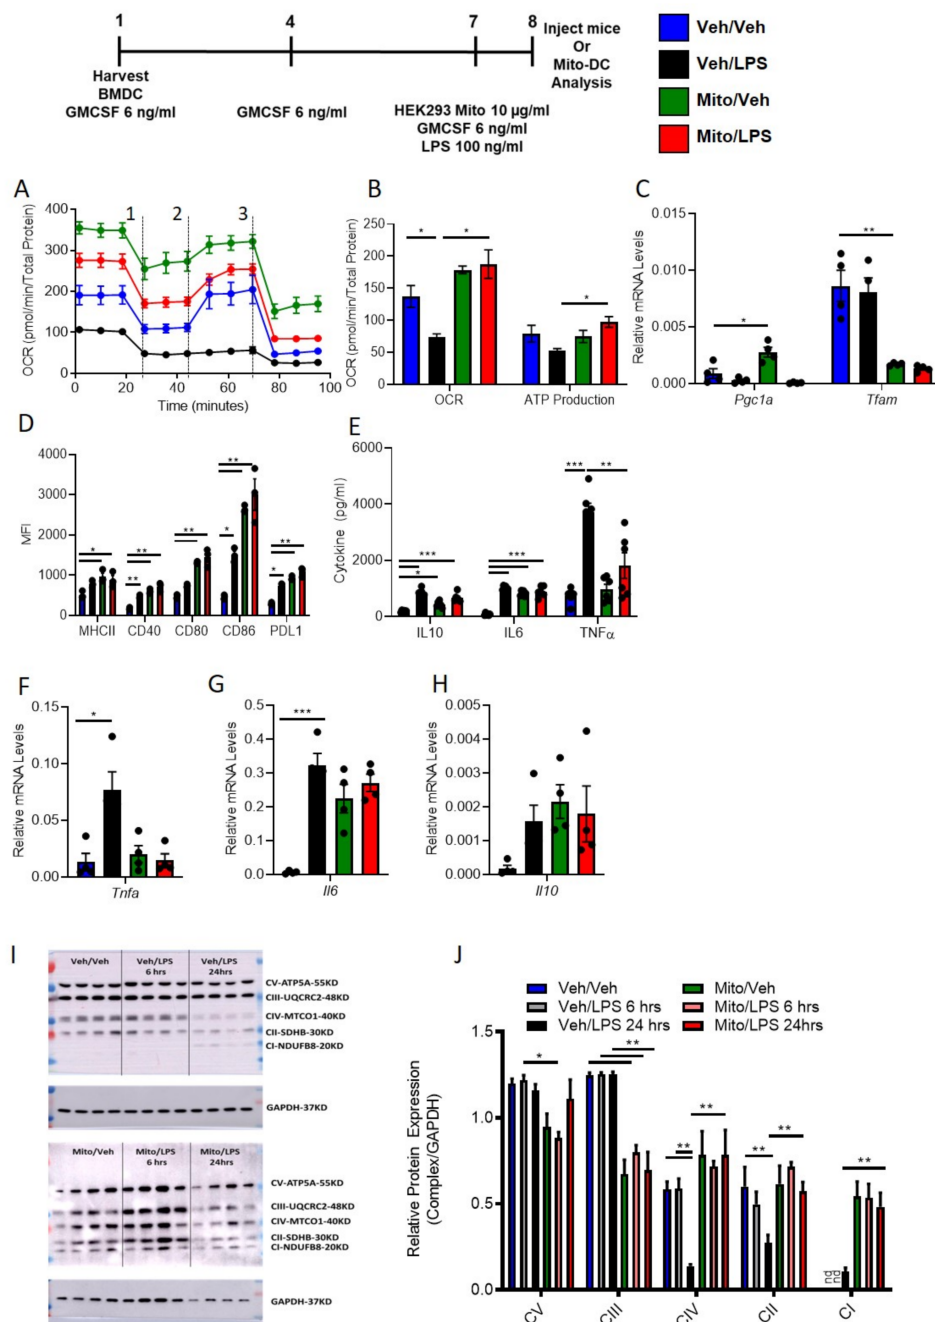 1 4 7 8
Harvest
BMDC
GMCSF 6 ng/ml
GMCSF 6 ng/ml
HEK293 Mito 10 µg/ml
GMCSF 6 ng/ml
LPS 100 ng/ml
Inject mice
Or
Mito-DC
Analysis
Veh/Veh
Veh/LPS
Mito/Veh
Mito/LPS
A
OCR (pmol/min/Total Protein)
400
300
200
100
0
1 2 3
0 20 40 60 80 100
Time (minutes)
B
OCR (pmol/min/Total Protein)
250
200
150
100
50
0
* * *
OCR ATP Production
C
Relative mRNA Levels
0.015
0.010
0.005
0.000
* **
Pgc1a Tfam
D
MFI
4000
3000
2000
1000
0
* ** ** ** * ** * **
MHCII CD40 CD80 CD86 PDL1
E
Cytokine (pg/ml)
6000
4000
2000
0
*** * *** *** **
IL10 IL6 TNFα
F
Relative mRNA Levels
0.15
0.10
0.05
0.00
*
Tnfa
G
Relative mRNA Levels
0.5
0.4
0.3
0.2
0.1
0.0
***
Il6
H
Relative mRNA Levels
0.005
0.004
0.003
0.002
0.001
0.000
Il10
I
Veh/Veh Veh/LPS Veh/LPS
6 hrs 24hrs
CV-ATP5A-55KD
CIII-UQCRC2-48KD
CIV-MTCO1-40KD
CII-SDHB-30KD
CI-NDUFB8-20KD
GAPDH-37KD
Mito/Veh Mito/LPS Mito/LPS
6 hrs 24hrs
CV-ATP5A-55KD
CIII-UQCRC2-48KD
CIV-MTCO1-40KD
CII-SDHB-30KD
CI-NDUFB8-20KD
GAPDH-37KD
J
Veh/Veh Mito/Veh
Veh/LPS 6 hrs Mito/LPS 6 hrs
Veh/LPS 24 hrs Mito/LPS 24hrs
Relative Protein Expression
(Complex/GAPDH)
1.5
1.0
0.5
0.0
* ** ** ** ** ** **
nd nd
CV CIII CIV CII CI